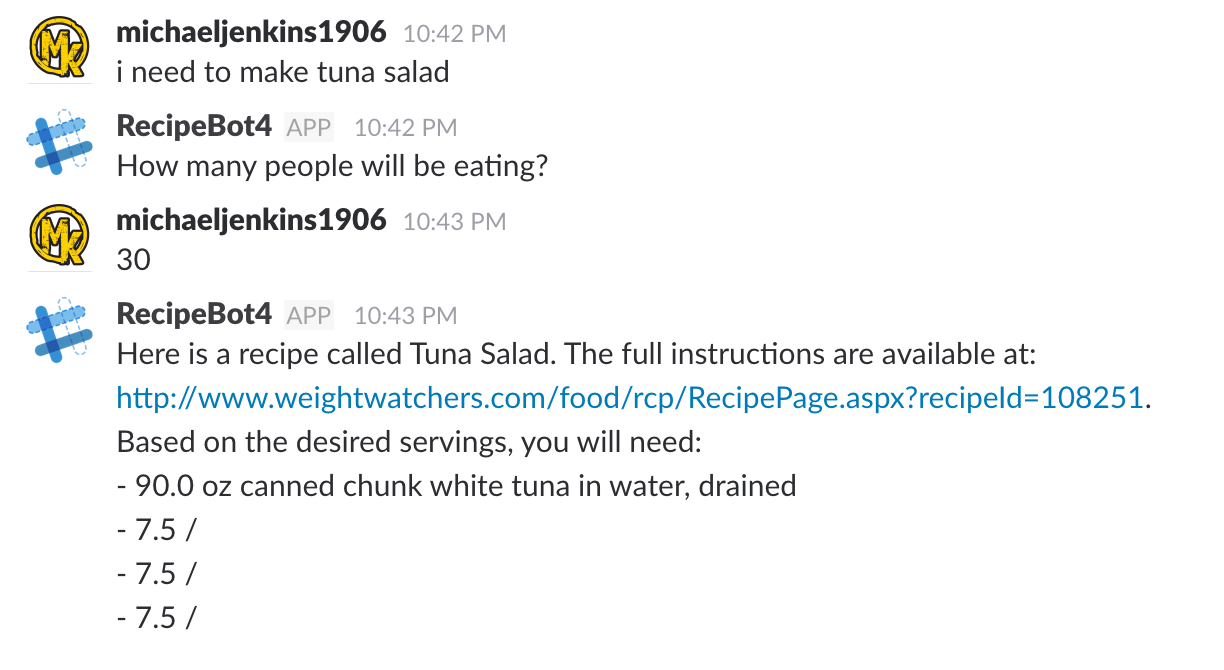 michaeljenkins1906 10:42 PM
i need to make tuna salad
RecipeBot4 APP 10:42 PM
How many people will be eating?
michaeljenkins1906 10:43 PM
30
RecipeBot4 APP 10:43 PM
Here is a recipe called Tuna Salad. The full instructions are available at:
http://www.weightwatchers.com/food/rcp/RecipePage.aspx?recipeId=108251.
Based on the desired servings, you will need:
- 90.0 oz canned chunk white tuna in water, drained
- 7.5 /
- 7.5 /
- 7.5 /